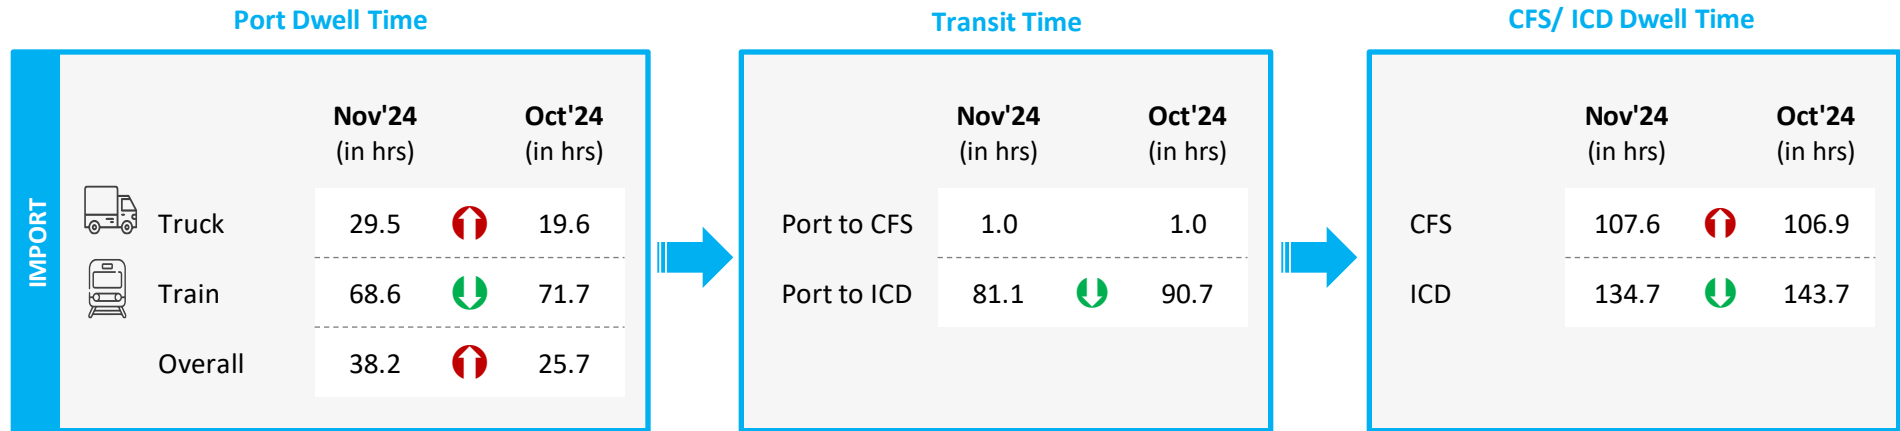 Port Dwell Time
Transit Time
CFS/ ICD Dwell Time
IMPORT
Nov'24 Oct'24
(in hrs) (in hrs)
Truck 29.5 19.6
Train 68.6 71.7
Overall 38.2 25.7
Nov'24 Oct'24
(in hrs) (in hrs)
Port to CFS 1.0 1.0
Port to ICD 81.1 90.7
Nov'24 Oct'24
(in hrs) (in hrs)
CFS 107.6 106.9
ICD 134.7 143.7